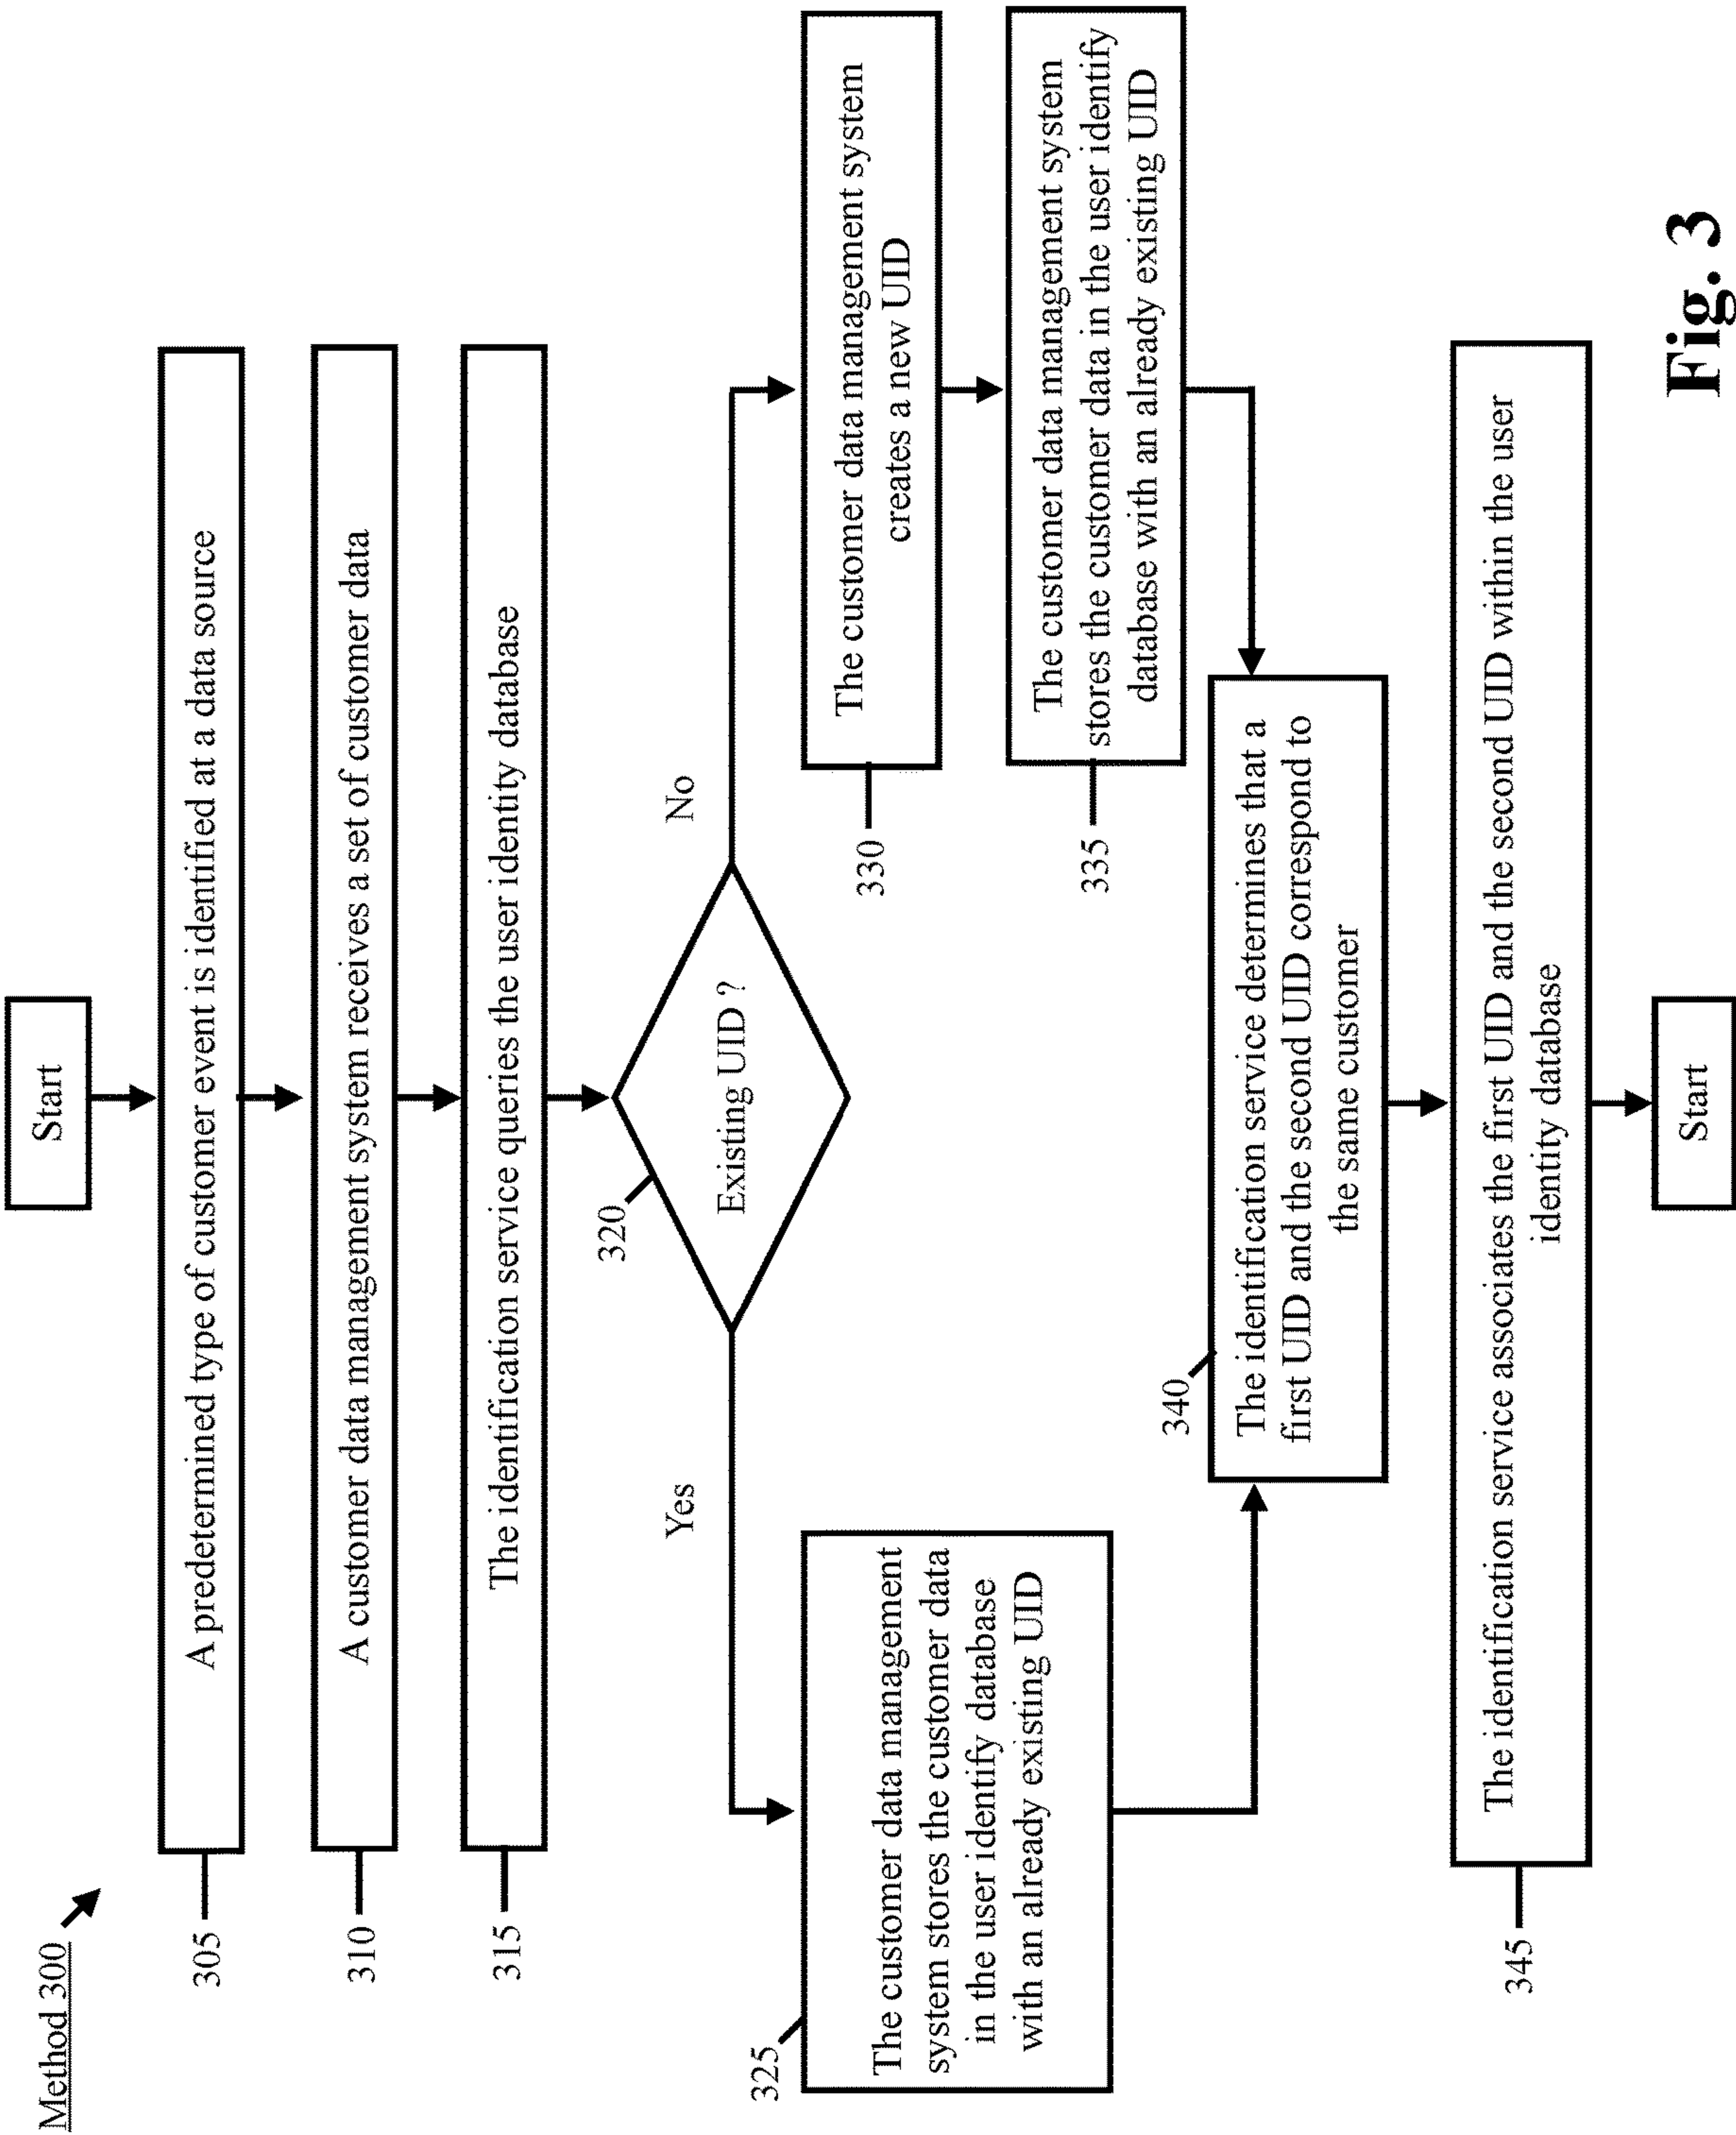 Method 300
Start
305
A predetermined type of customer event is identified at a data source
310
A customer data management system receives a set of customer data
315
The identification service queries the user identity database
320
Existing UID ?
Yes
No
325
The customer data management
system stores the customer data
in the user identify database
with an already existing UID
330
The customer data management system
creates a new UID
335
The customer data management system
stores the customer data in the user identify
database with an already existing UID
340
The identification service determines that a
first UID and the second UID correspond to
the same customer
345
The identification service associates the first UID and the second UID within the user
identity database
Start
Fig. 3